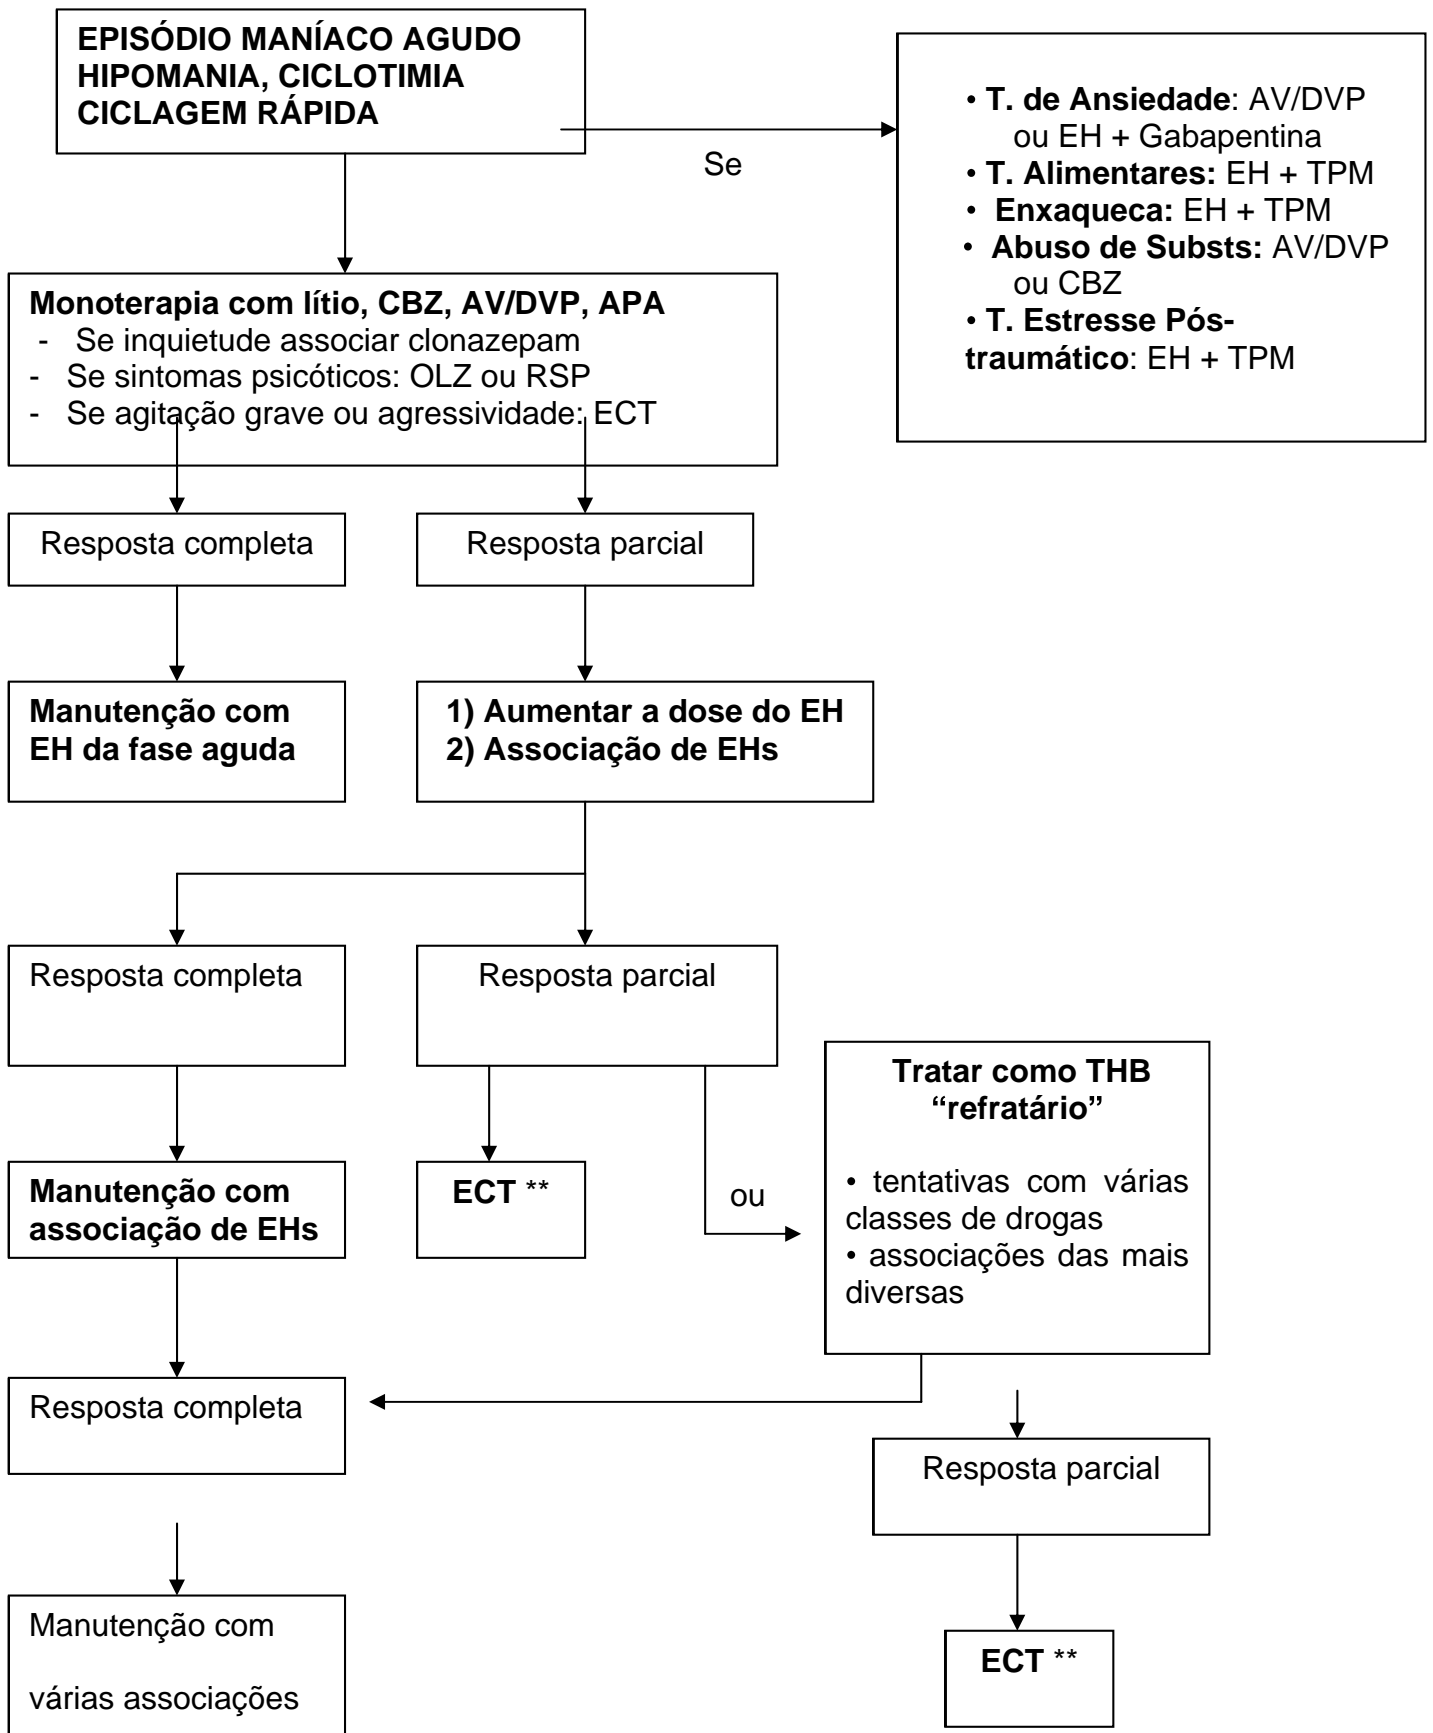 EPISÓDIO MANÍACO AGUDO
HIPOMANIA, CICLOTIMIA
CICLAGEM RÁPIDA
Se
• T. de Ansiedade: AV/DVP
ou EH + Gabapentina
• T. Alimentares: EH + TPM
• Enxaqueca: EH + TPM
• Abuso de Substs: AV/DVP
ou CBZ
• T. Estresse Pós-
traumático: EH + TPM
Monoterapia com lítio, CBZ, AV/DVP, APA
- Se inquietude associar clonazepam
- Se sintomas psicóticos: OLZ ou RSP
- Se agitação grave ou agressividade: ECT
Resposta completa
Resposta parcial
Manutenção com
EH da fase aguda
1) Aumentar a dose do EH
2) Associação de EHs
Resposta completa
Resposta parcial
Manutenção com
associação de EHs
ECT **
ou
Tratar como THB
“refratário”
• tentativas com várias
classes de drogas
• associações das mais
diversas
Resposta completa
Resposta parcial
Manutenção com
várias associações
ECT **